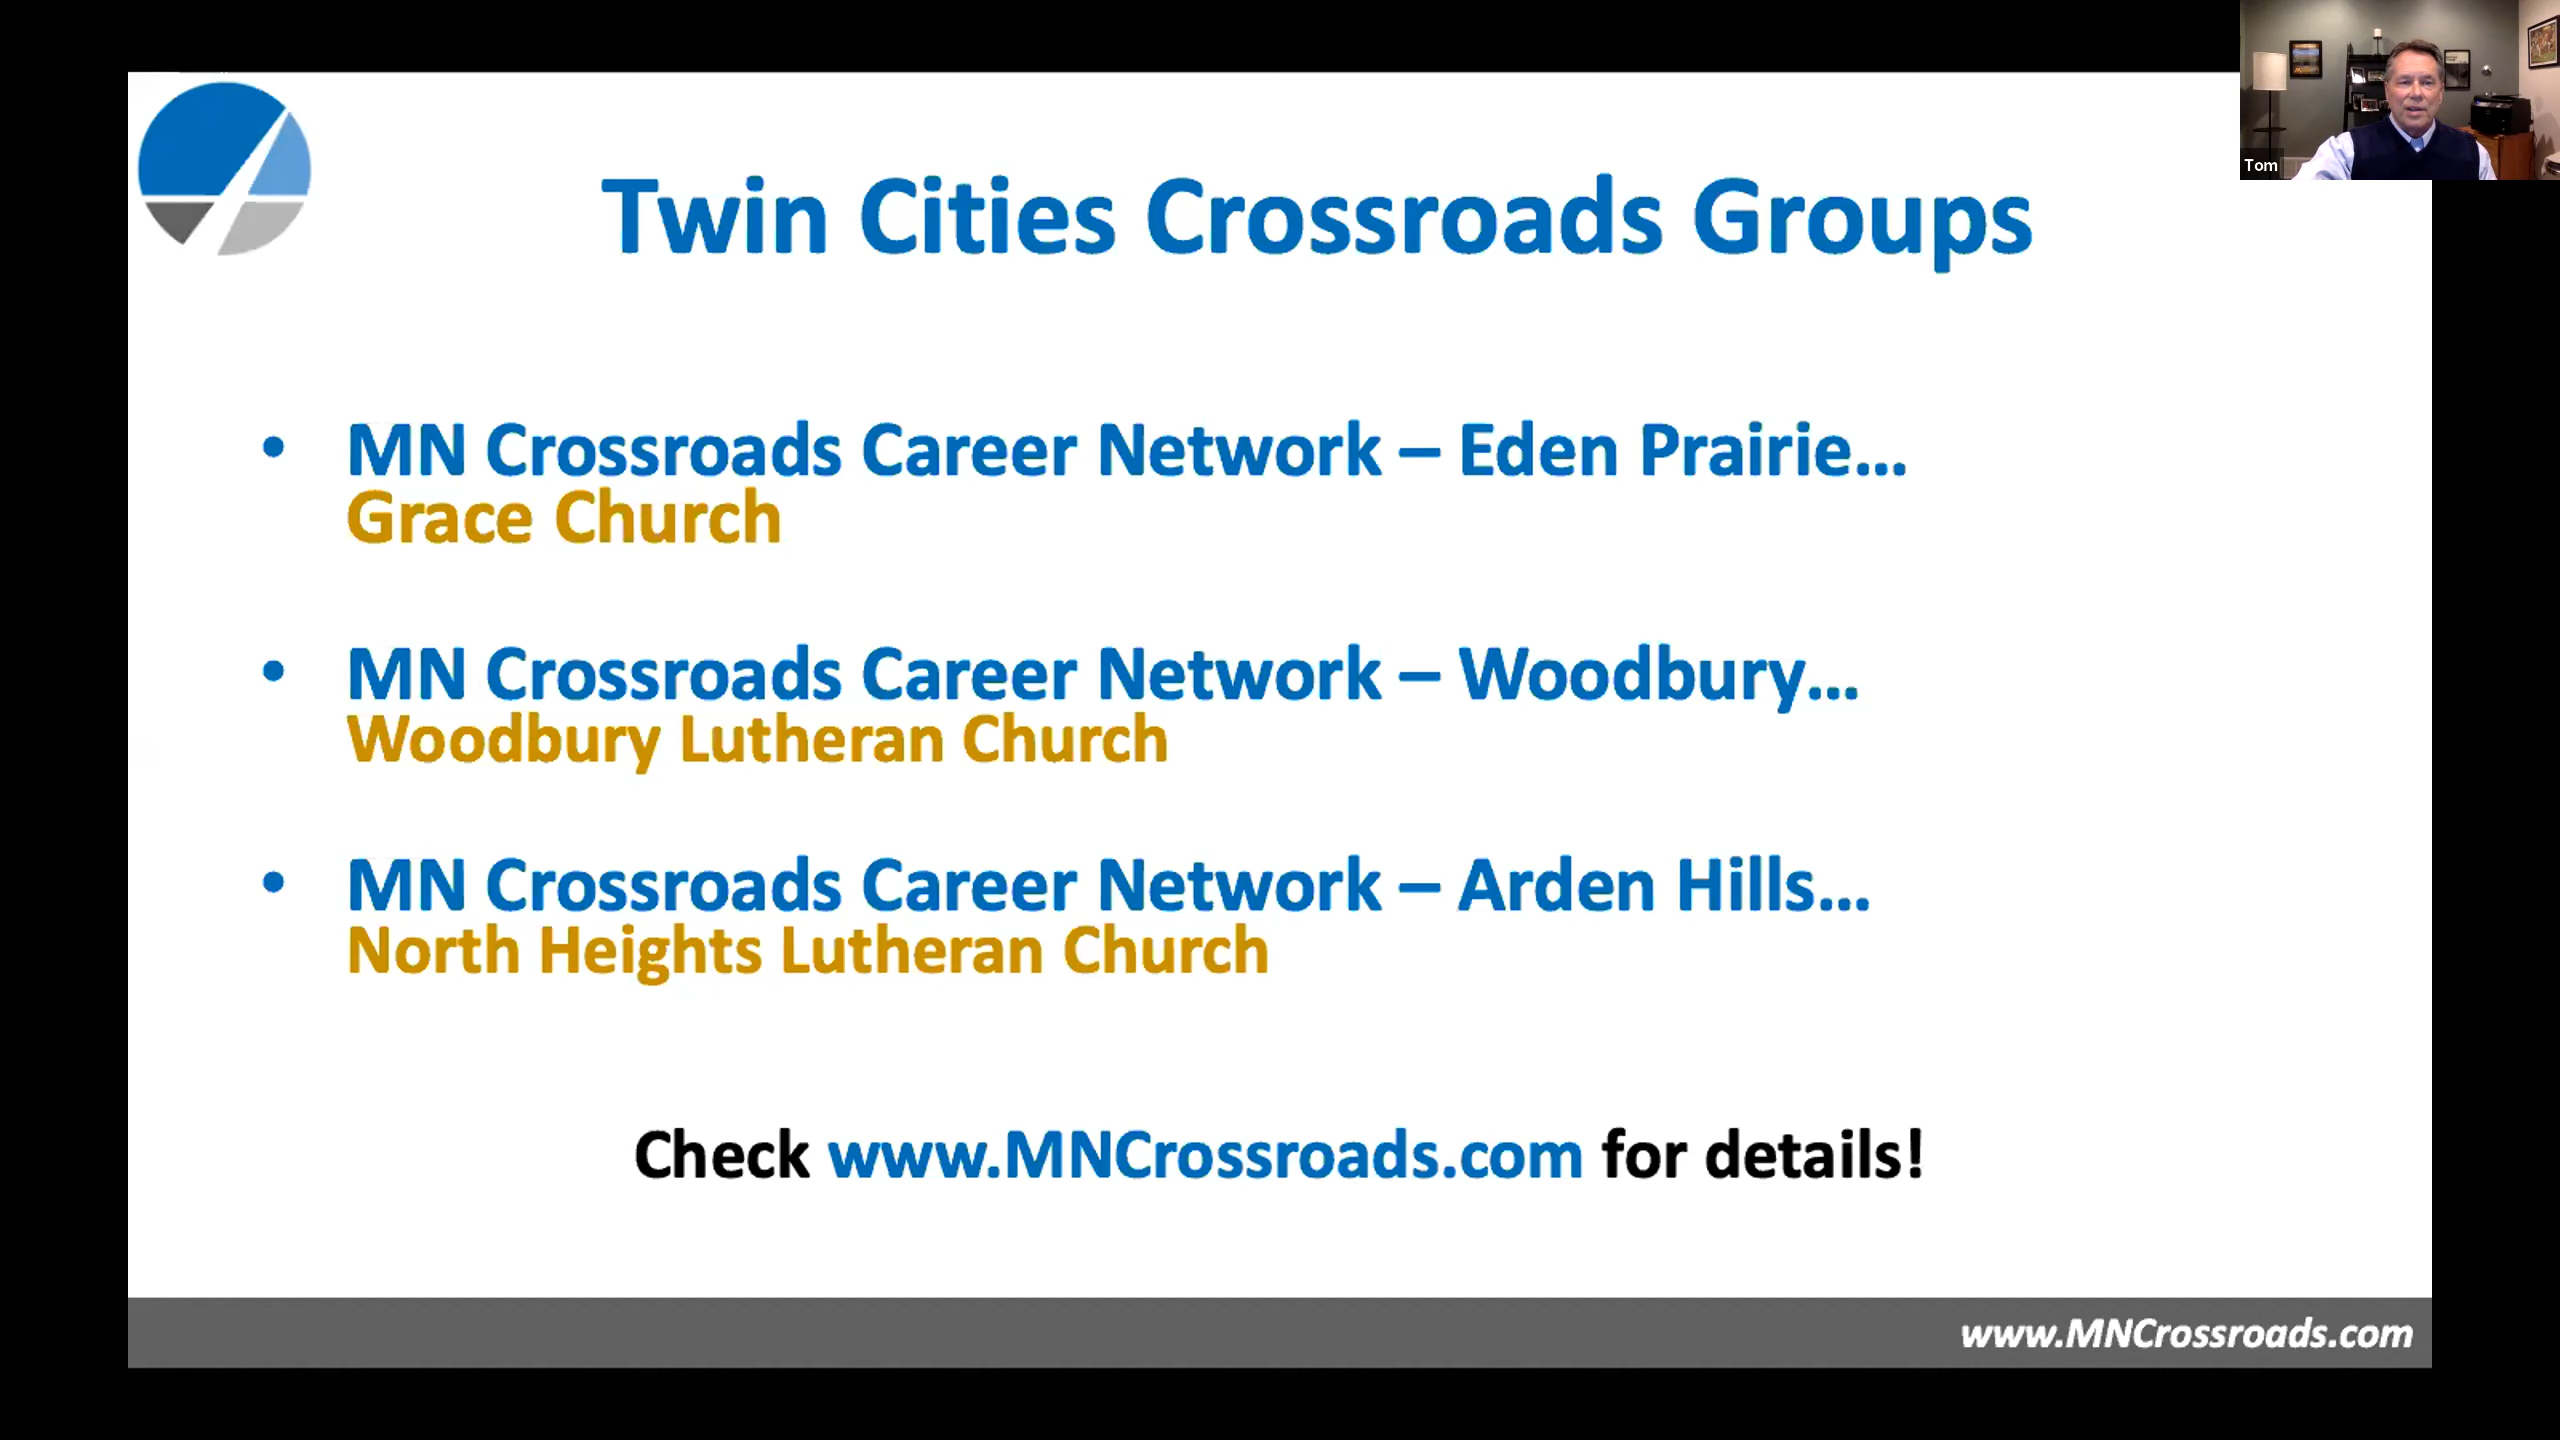 Tom
Twin Cities Crossroads Groups
• MN Crossroads Career Network – Eden Prairie...
Grace Church
• MN Crossroads Career Network – Woodbury...
Woodbury Lutheran Church
• MN Crossroads Career Network – Arden Hills...
North Heights Lutheran Church
Check www.MNCrossroads.com for details!
www.MNCrossroads.com